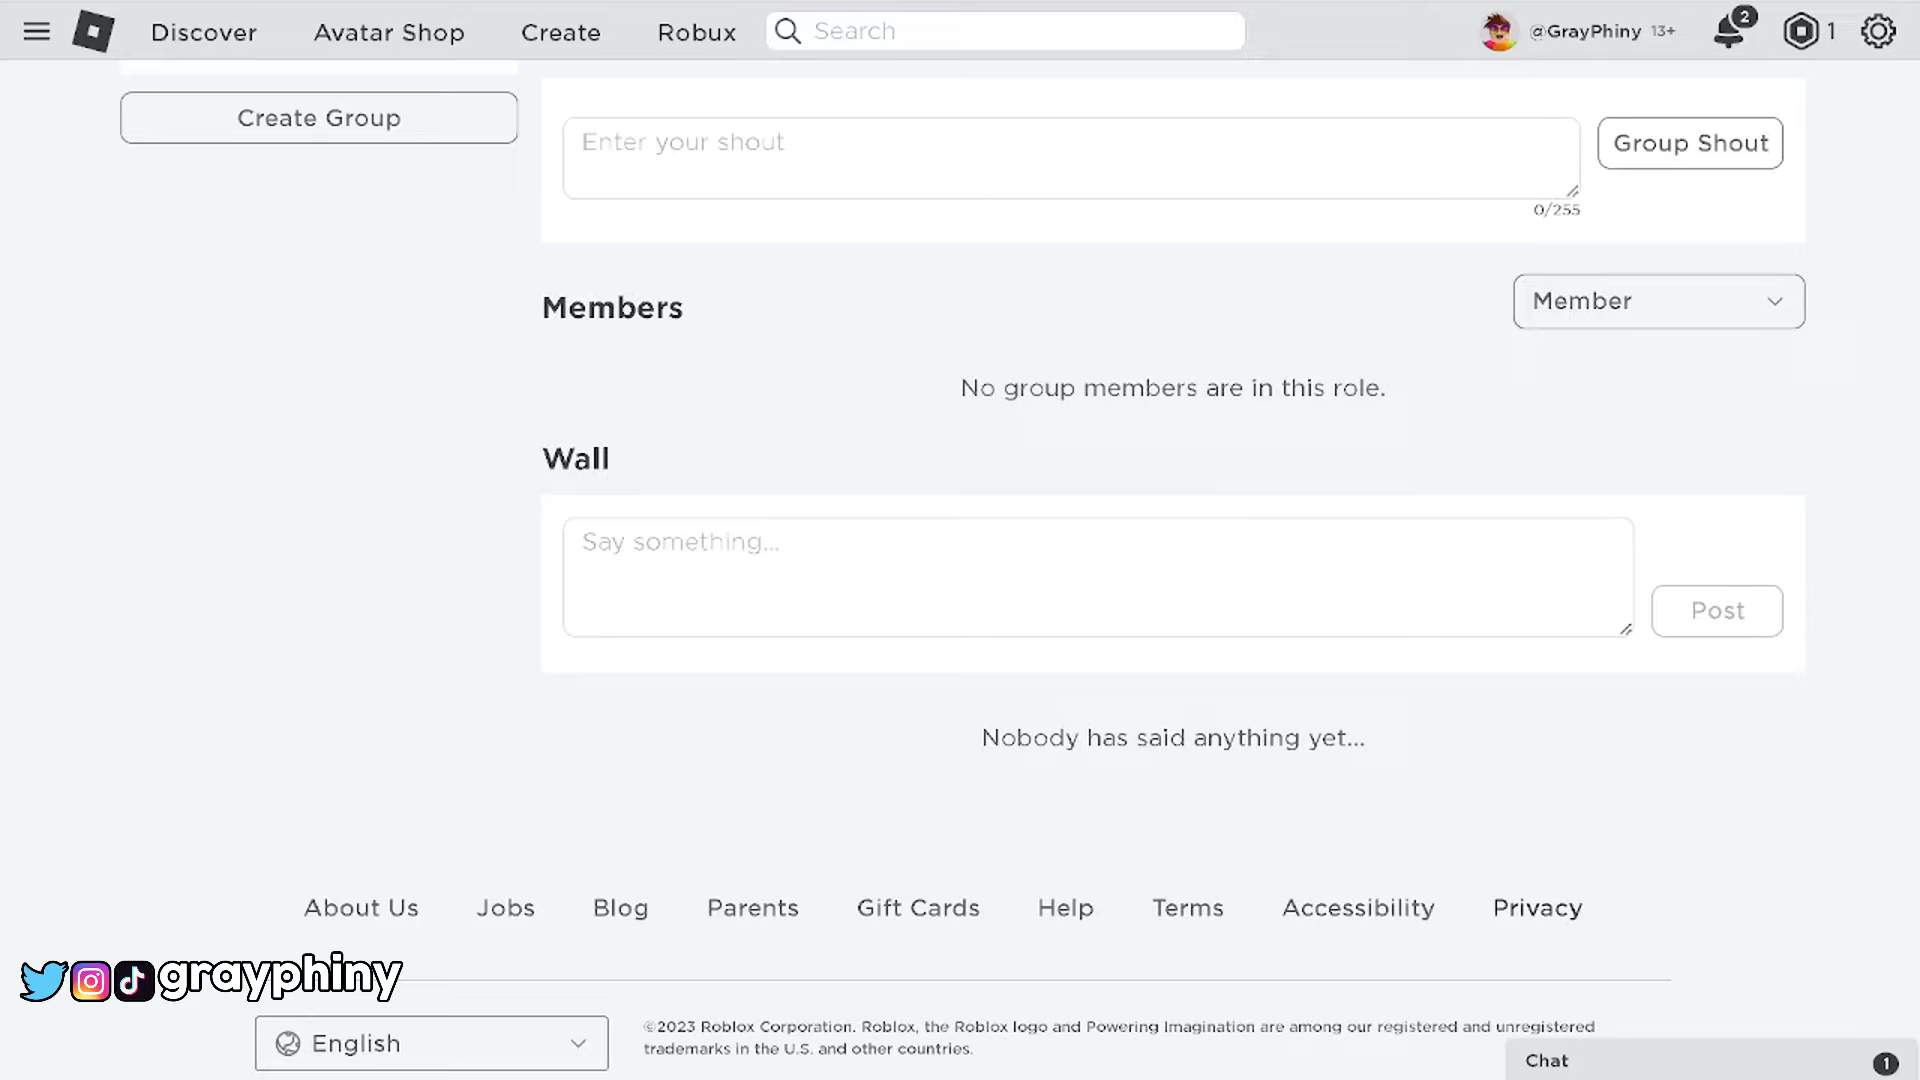 Discover
Avatar Shop
Create
Robux
Search
@GrayPhiny 13+
2
1
Create Group
Enter your shout
Group Shout
0/255
Members
Member
No group members are in this role.
Wall
Say something...
Post
Nobody has said anything yet...
About Us
Jobs
Blog
Parents
Gift Cards
Help
Terms
Accessibility
Privacy
grayphiny
English
©2023 Roblox Corporation. Roblox, the Roblox logo and Powering Imagination are among our registered and unregistered
trademarks in the U.S. and other countries.
Chat
1